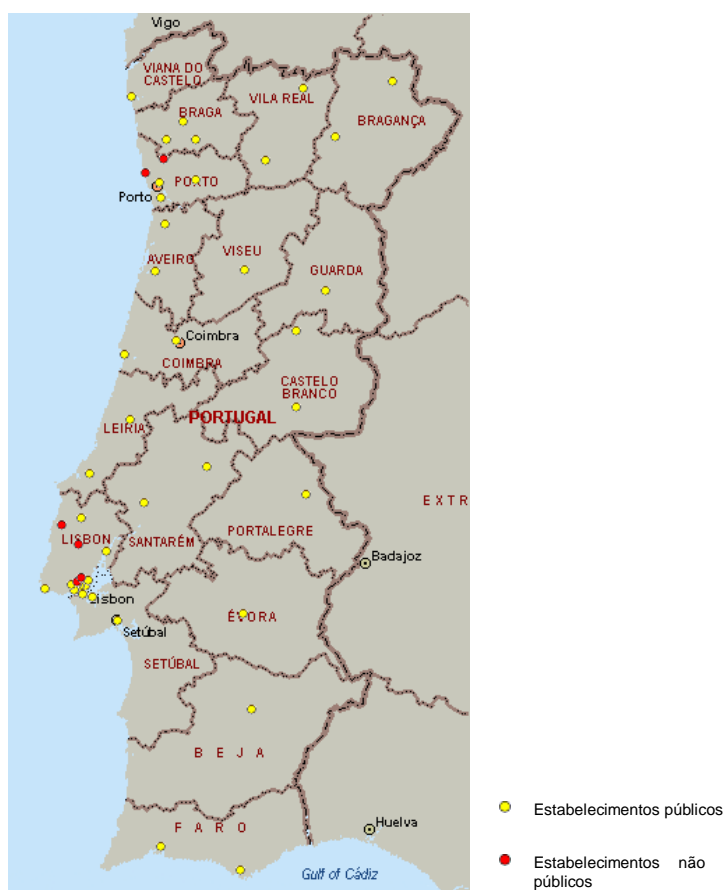 Vigo
VIANA DO
CASTELO
BRAGA
VILA REAL
BRAGANÇA
PORTO
Porto
AVEIRO
VISEU
GUARDA
Coimbra
COIMBRA
CASTELO
BRANCO
PORTUGAL
LEIRIA
EXTR
LISBON
SANTARÉM
PORTALEGRE
Badajoz
Lisbon
ÉVORA
Setúbal
SETÚBAL
BEJA
Estabelecimentos públicos
FARO
Huelva
Estabelecimentos não
públicos
Gulf of Cádiz